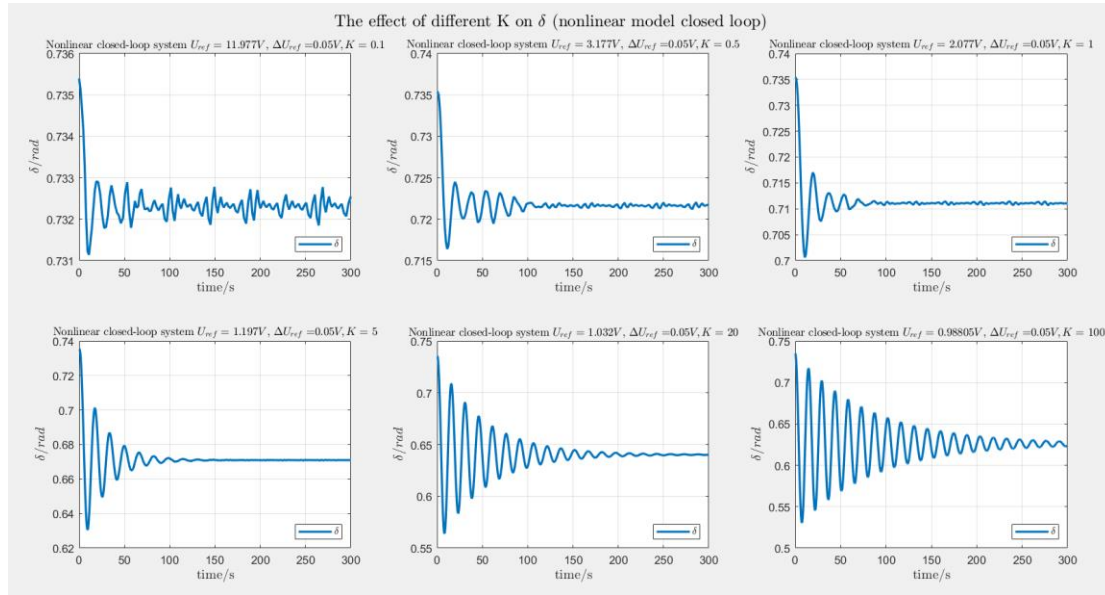 The effect of different K on δ (nonlinear model closed loop)
Nonlinear closed-loop system U_ref = 11.977V, ΔU_ref =0.05V, K = 0.1
0.736
0.735
0.734
0.733
0.732
0.731
δ/rad
0 50 100 150 200 250 300
time/s
δ
Nonlinear closed-loop system U_ref = 3.177V, ΔU_ref =0.05V, K = 0.5
0.74
0.735
0.73
0.725
0.72
0.715
δ/rad
0 50 100 150 200 250 300
time/s
δ
Nonlinear closed-loop system U_ref = 2.077V, ΔU_ref =0.05V, K = 1
0.74
0.735
0.73
0.725
0.72
0.715
0.71
0.705
0.7
δ/rad
0 50 100 150 200 250 300
time/s
δ
Nonlinear closed-loop system U_ref = 1.197V, ΔU_ref =0.05V, K = 5
0.74
0.72
0.7
0.68
0.66
0.64
0.62
δ/rad
0 50 100 150 200 250 300
time/s
δ
Nonlinear closed-loop system U_ref = 1.032V, ΔU_ref =0.05V, K = 20
0.75
0.7
0.65
0.6
0.55
δ/rad
0 50 100 150 200 250 300
time/s
δ
Nonlinear closed-loop system U_ref = 0.98805V, ΔU_ref =0.05V, K = 100
0.75
0.7
0.65
0.6
0.55
0.5
δ/rad
0 50 100 150 200 250 300
time/s
δ